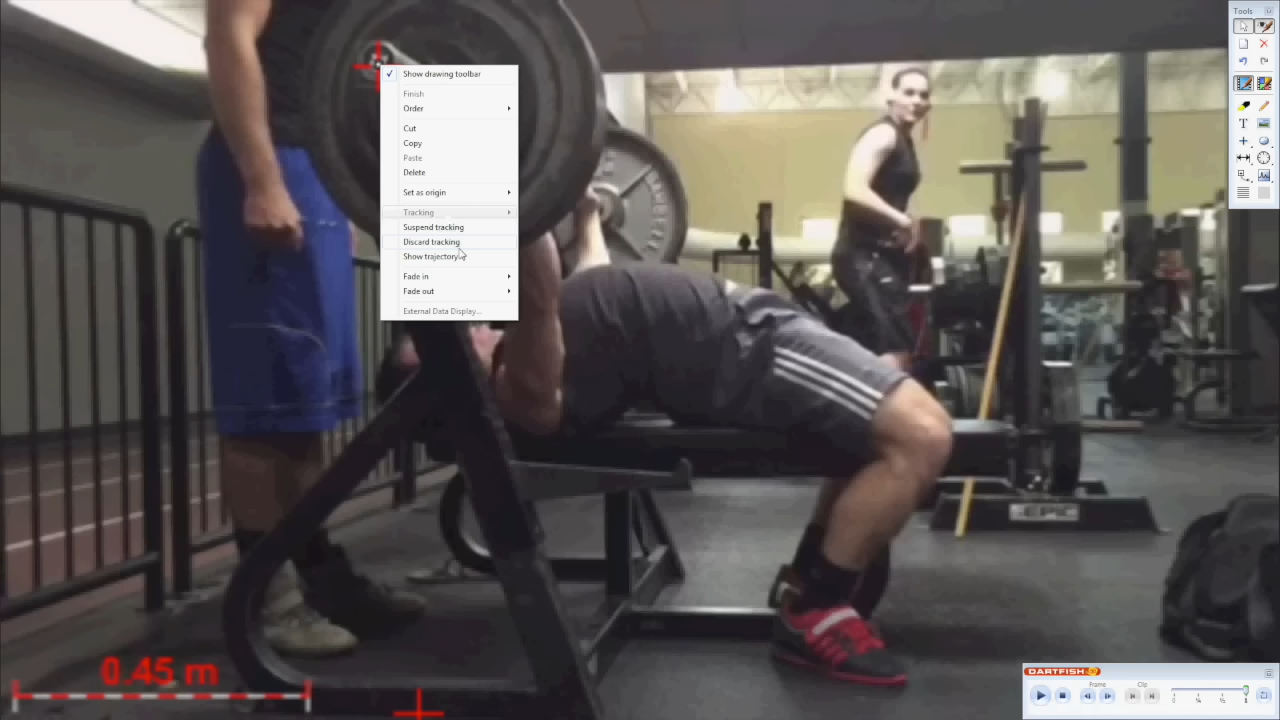 Tools
Show drawing toolbar
Finish
Order
Cut
Copy
Paste
Delete
Set as origin
Tracking
Suspend tracking
Discard tracking
Show trajectory
Fade in
Fade out
External Data Display...
T
EPIC
0.45 m
DARTFISH
Frame
Clip